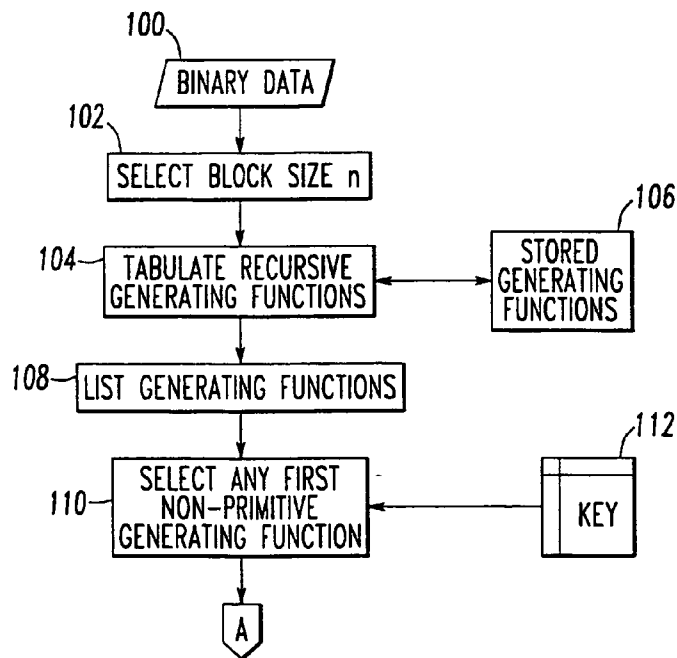 100
BINARY DATA
102
SELECT BLOCK SIZE n
106
104
TABULATE RECURSIVE
GENERATING FUNCTIONS
STORED
GENERATING
FUNCTIONS
108
LIST GENERATING FUNCTIONS
112
110
SELECT ANY FIRST
NON-PRIMITIVE
GENERATING FUNCTION
KEY
A